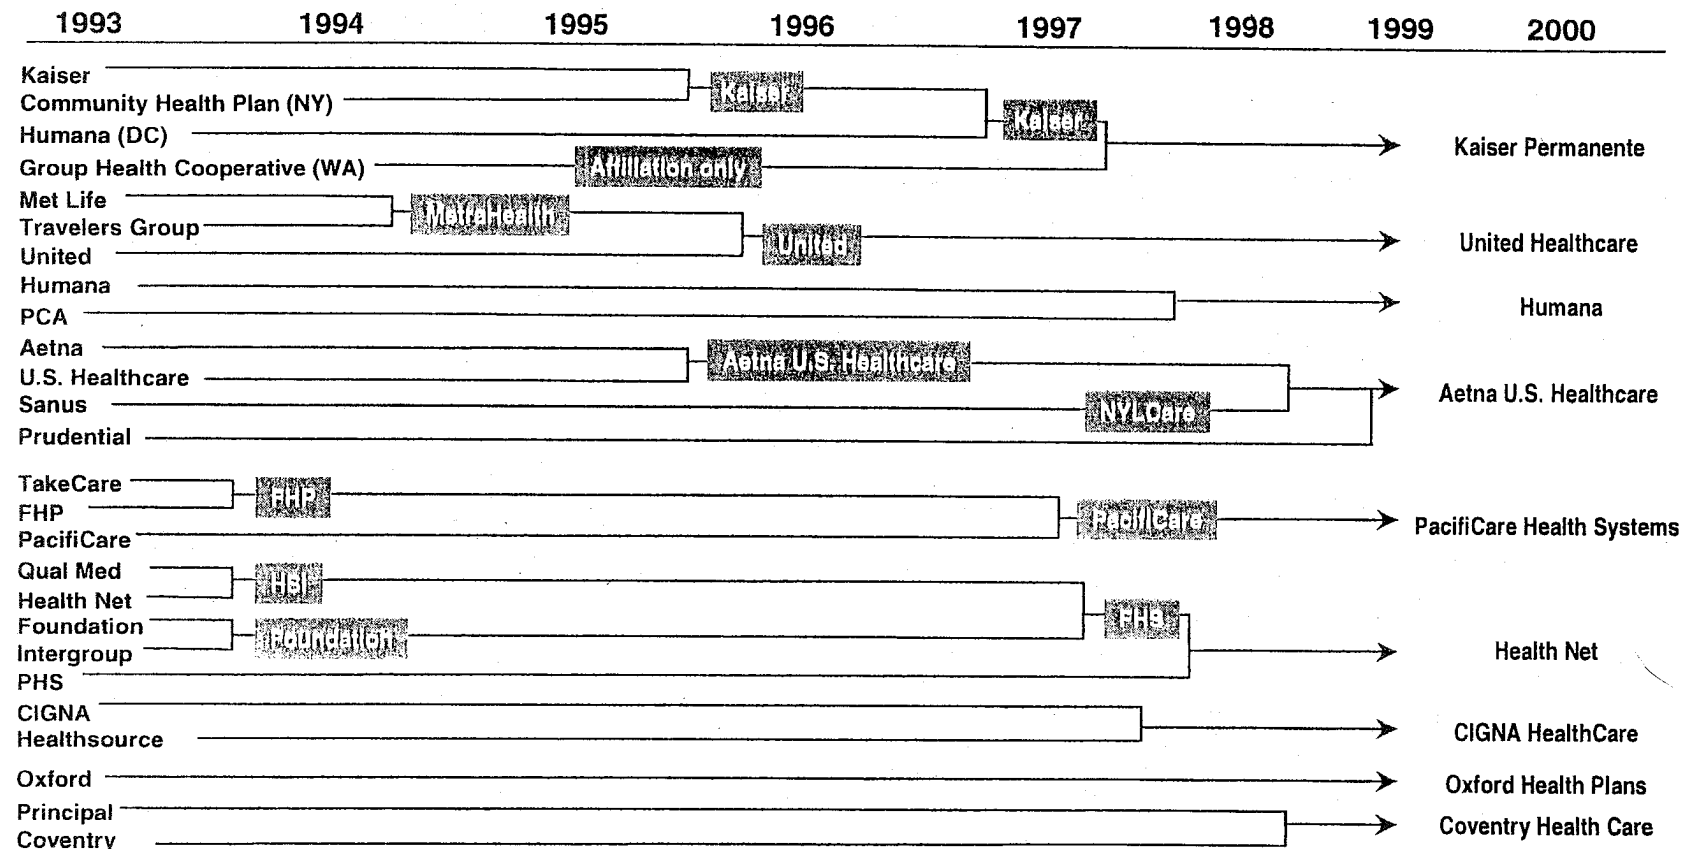 1993 1994 1995 1996 1997 1998 1999 2000
Kaiser
Kaiser
Community Health Plan (NY)
Kaiser
Humana (DC)
Kaiser Permanente
Group Health Cooperative (WA)
Affiliation only
Met Life
MetraHealth
Travelers Group
United
United Healthcare
United
Humana
Humana
PCA
Aetna
Aetna U.S. Healthcare
U.S. Healthcare
Aetna U.S. Healthcare
Sanus
NYLCare
Prudential
TakeCare
FHP
FHP
PacifiCare
PacifiCare Health Systems
PacifiCare
Qual Med
HSI
Health Net
FHS
Foundation
Foundation
Intergroup
Health Net
PHS
CIGNA
CIGNA HealthCare
Healthsource
Oxford
Oxford Health Plans
Principal
Coventry Health Care
Coventry